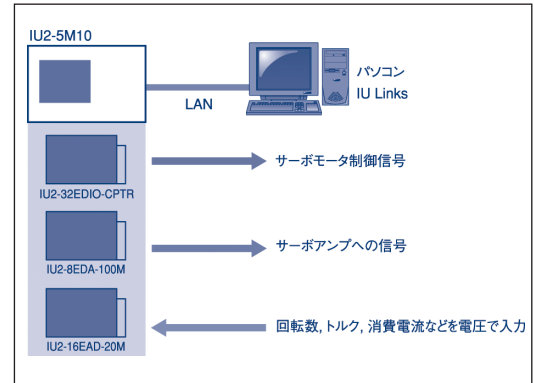 IU2-5M10
LAN
パソコン
IU Links
IU2-32EDIO-CPTR
サーボモータ制御信号
IU2-8EDA-100M
サーボアンプへの信号
IU2-16EAD-20M
回転数,トルク,消費電流などを電圧で入力